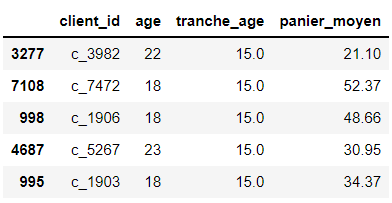 client_id age tranche_age panier_moyen
3277 c_3982 22 15.0 21.10
7108 c_7472 18 15.0 52.37
998 c_1906 18 15.0 48.66
4687 c_5267 23 15.0 30.95
995 c_1903 18 15.0 34.37